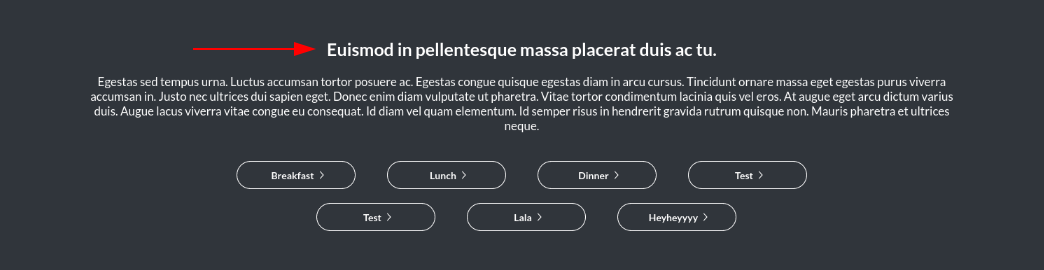 Euismod in pellentesque massa placerat duis ac tu.
Egestas sed tempus urna. Luctus accumsan tortor posuere ac. Egestas congue quisque egestas diam in arcu cursus. Tincidunt ornare massa eget egestas purus viverra
accumsan in. Justo nec ultrices dui sapien eget. Donec enim diam vulputate ut pharetra. Vitae tortor condimentum lacinia quis vel eros. At augue eget arcu dictum varius
duis. Augue lacus viverra vitae congue eu consequat. Id diam vel quam elementum. Id semper risus in hendrerit gravida rutrum quisque non. Mauris pharetra et ultrices
neque.
Breakfast > Lunch > Dinner > Test >
Test > Lala > Heyheyyyy >